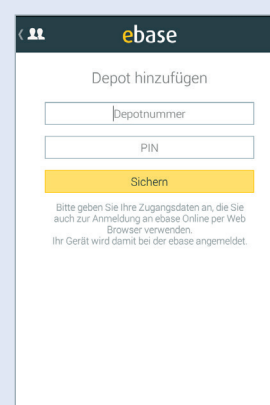 ebase
Depot hinzufügen
Depotnummer
PIN
Sichern
Bitte geben Sie Ihre Zugangsdaten an, die Sie
auch zur Anmeldung an ebase Online per Web
Browser verwenden.
Ihr Gerät wird damit bei der ebase angemeldet.